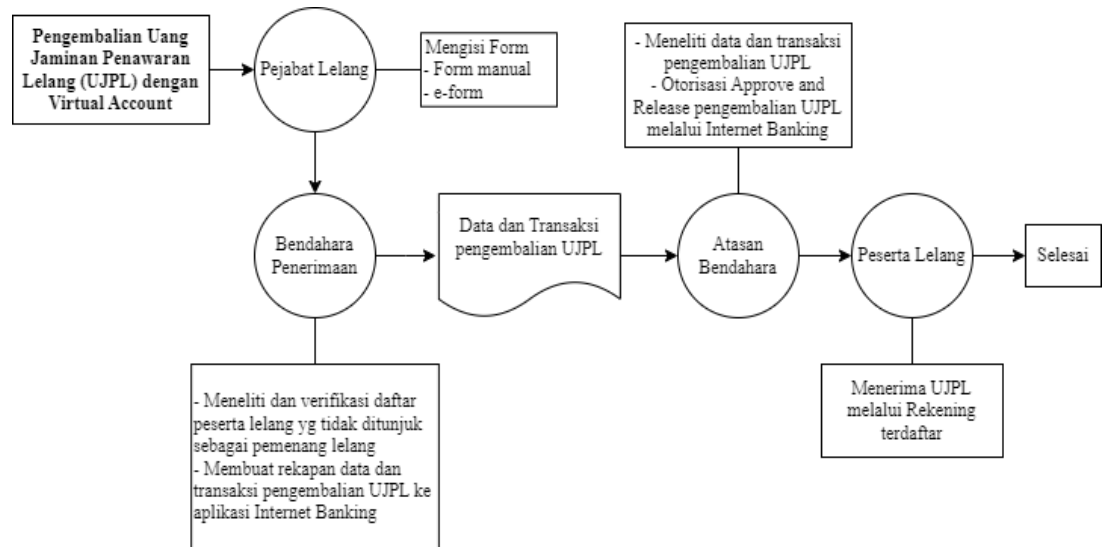 Pengembalian Uang
Jaminan Penawaran
Lelang (UJPL) dengan
Virtual Account
Pejabat Lelang
Mengisi Form
- Form manual
- e-form
- Meneliti data dan transaksi
pengembalian UJPL
- Otorisasi Approve and
Release pengembalian UJPL
melalui Internet Banking
Bendahara
Penerimaan
Data dan Transaksi
pengembalian UJPL
Atasan
Bendahara
Peserta Lelang
Selesai
- Meneliti dan verifikasi daftar
peserta lelang yg tidak ditunjuk
sebagai pemenang lelang
- Membuat rekapan data dan
transaksi pengembalian UJPL ke
aplikasi Internet Banking
Menerima UJPL
melalui Rekening
terdaftar